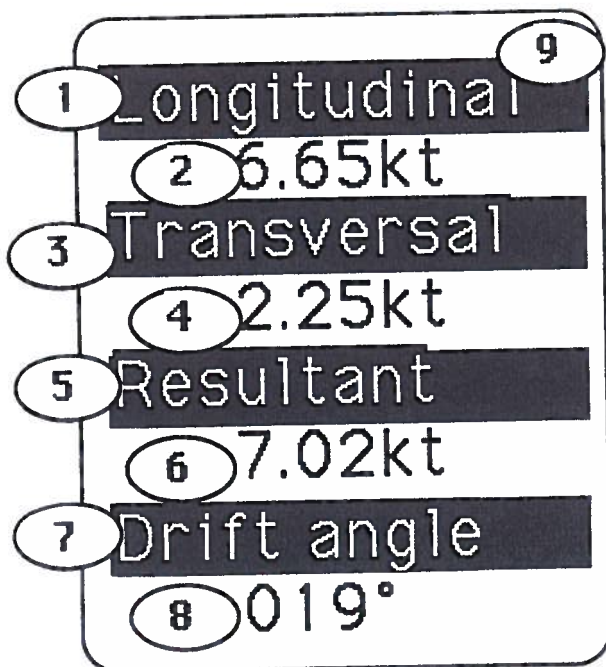 9
1 Longitudinal
2 6.65kt
3 Transversal
4 2.25kt
5 Resultant
6 7.02kt
7 Drift angle
8 019°